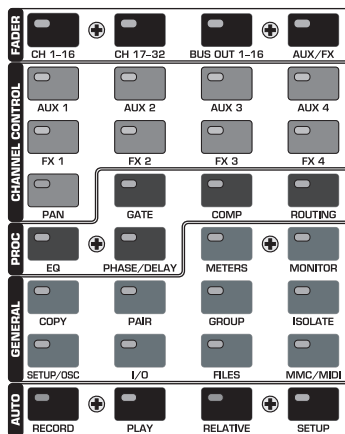 FADER
CH 1-16 CH 17-32 BUS OUT 1-16 AUX/FX
CHANNEL CONTROL
AUX 1 AUX 2 AUX 3 AUX 4
FX 1 FX 2 FX 3 FX 4
PAN GATE COMP ROUTING
PROC
EQ PHASE/DELAY METERS MONITOR
GENERAL
COPY PAIR GROUP ISOLATE
SETUP/OSC I/O FILES MMC/MIDI
AUTO
RECORD PLAY RELATIVE SETUP